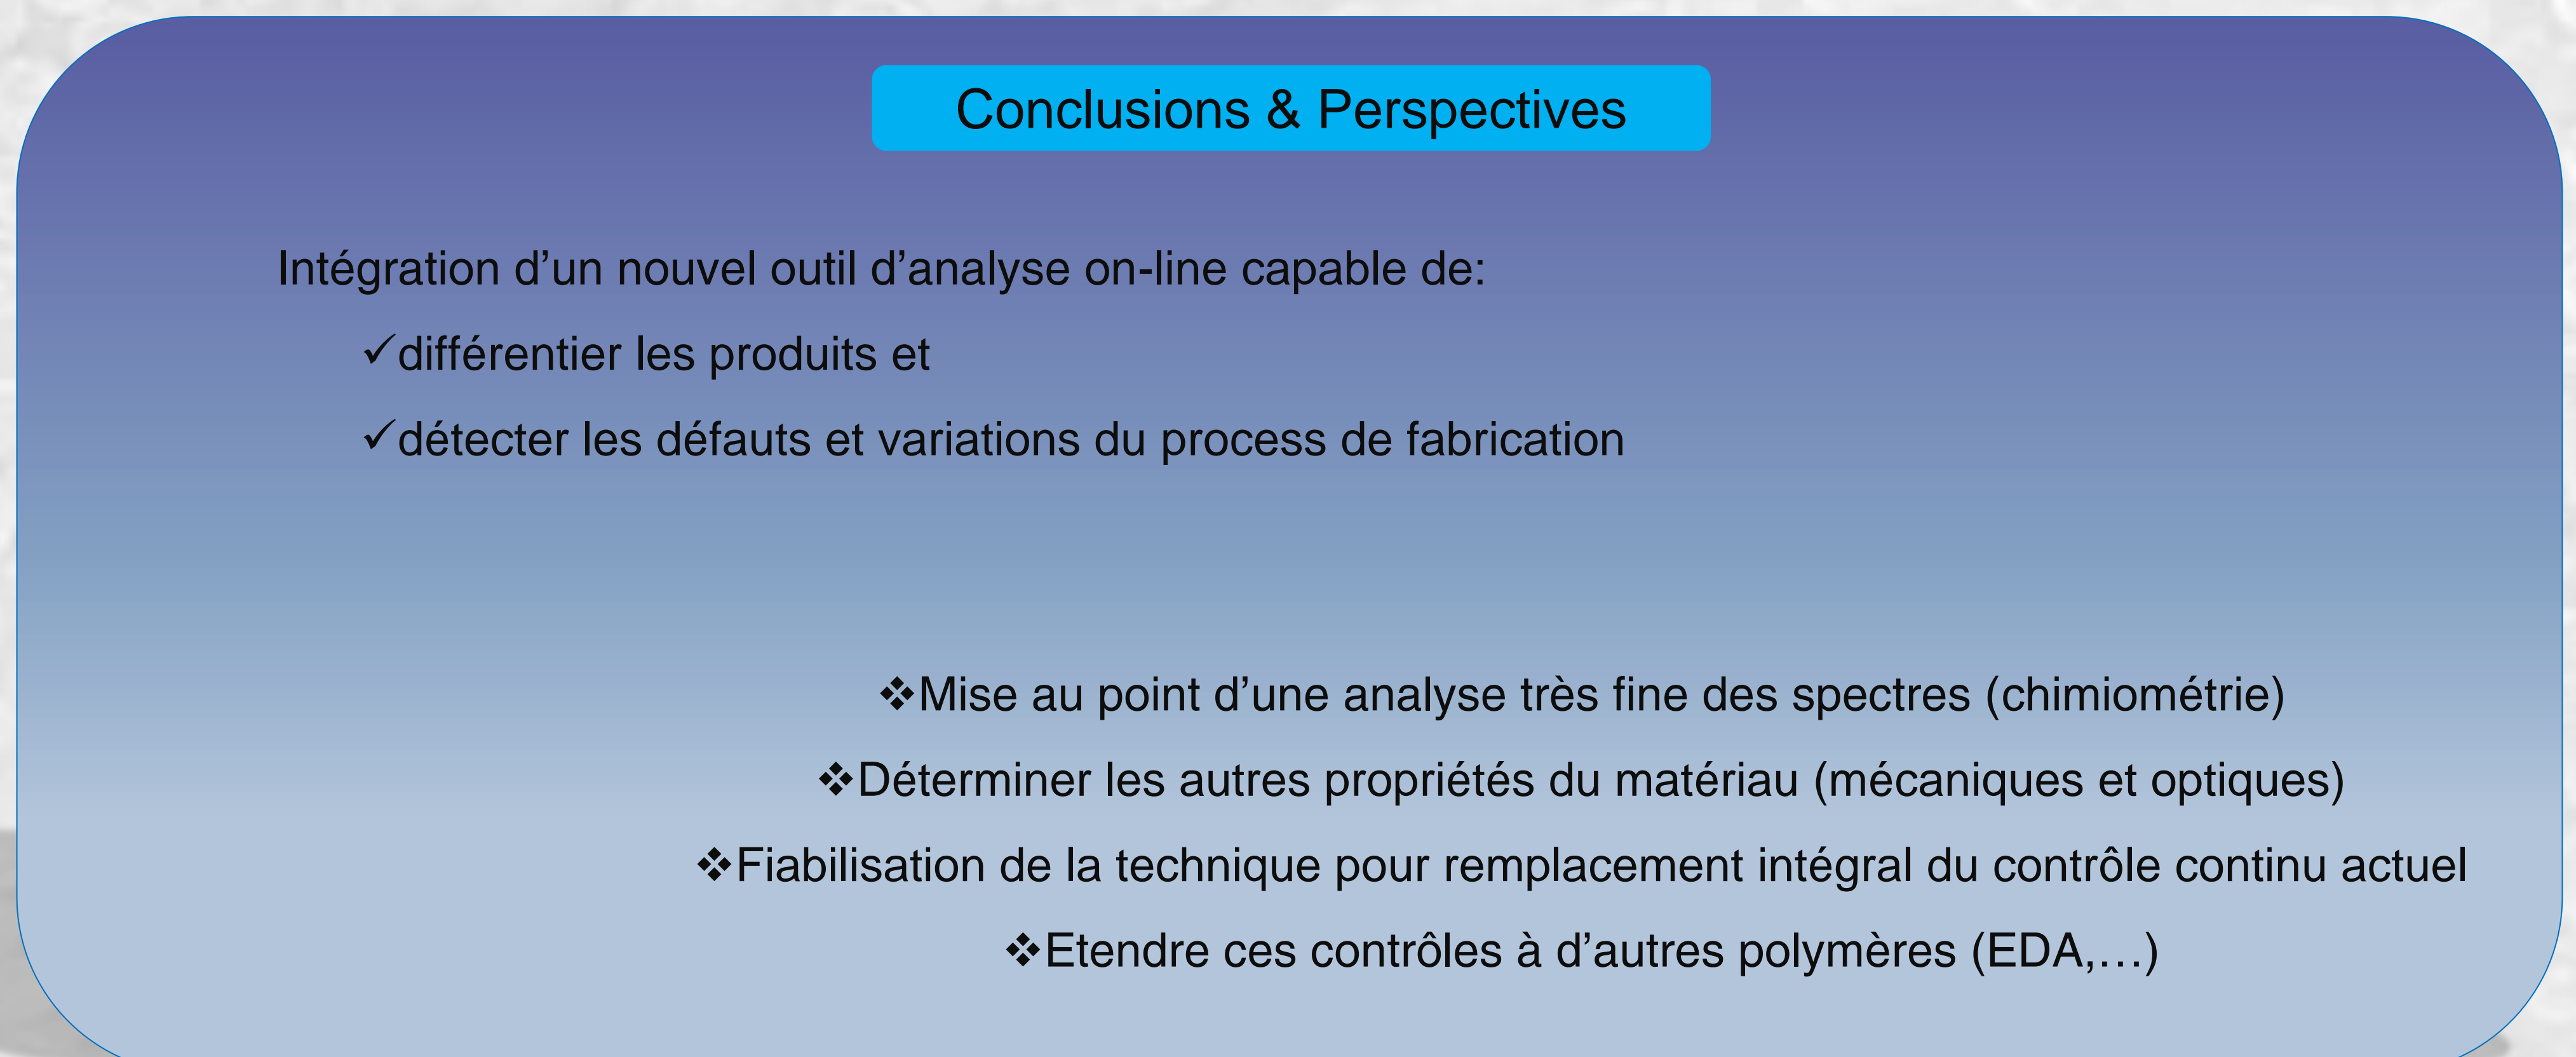 Conclusions & Perspectives
Intégration d’un nouvel outil d’analyse on-line capable de:
✓différentier les produits et
✓détecter les défauts et variations du process de fabrication
❖Mise au point d’une analyse très fine des spectres (chimiométrie)
❖Déterminer les autres propriétés du matériau (mécaniques et optiques)
❖Fiabilisation de la technique pour remplacement intégral du contrôle continu actuel
❖Etendre ces contrôles à d’autres polymères (EDA,…)